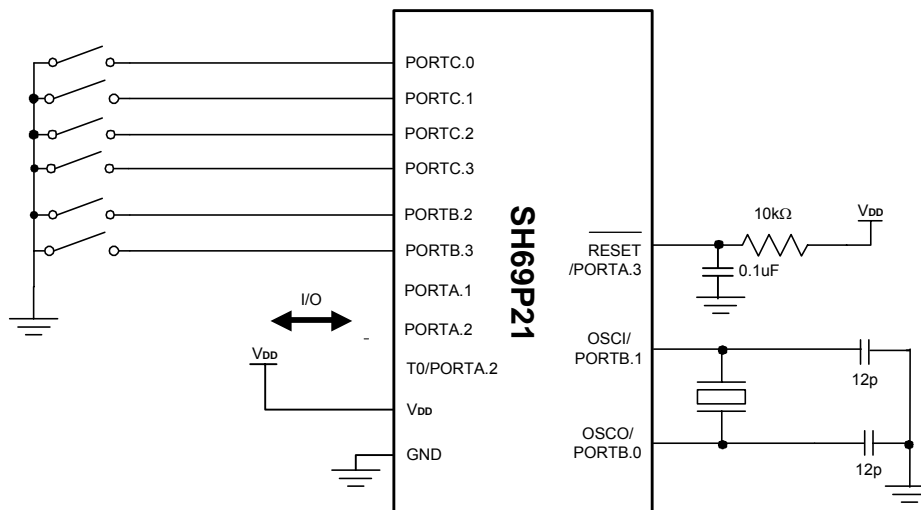 PORTC.0
PORTC.1
PORTC.2
PORTC.3
PORTB.2
PORTB.3
PORTA.1
I/O
PORTA.2
T0/PORTA.2
VDD
VDD
GND
SH69P21
RESET
/PORTA.3
10kΩ
VDD
0.1uF
OSCI/
PORTB.1
12p
OSCO/
PORTB.0
12p